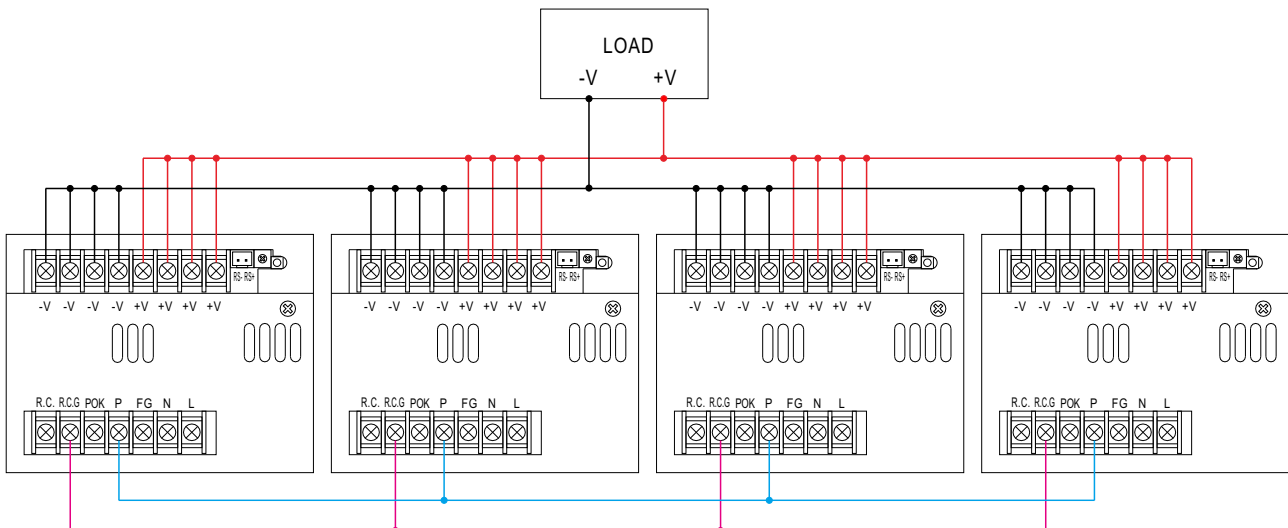 LOAD
-V +V
RS- RS+ RS- RS+ RS- RS+ RS- RS+
-V -V -V -V +V +V +V +V -V -V -V -V +V +V +V +V -V -V -V -V +V +V +V +V -V -V -V -V +V +V +V +V
R.C. R.C.G POK P FG N L R.C. R.C.G POK P FG N L R.C. R.C.G POK P FG N L R.C. R.C.G POK P FG N L